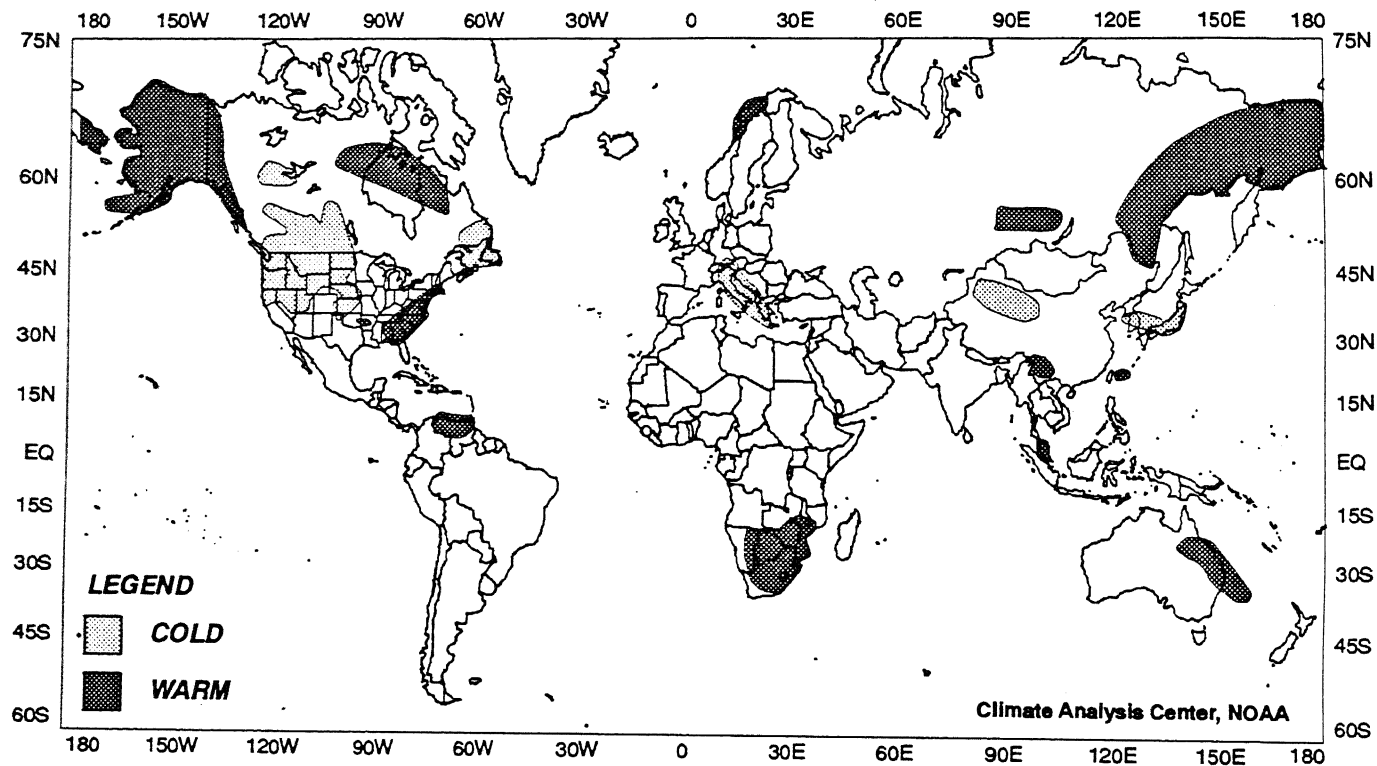 180 150W 120W 90W 60W 30W 0 30E 60E 90E 120E 150E 180
75N 75N
60N 60N
45N 45N
30N 30N
15N 15N
EQ EQ
15S 15S
30S 30S
LEGEND
COLD
45S 45S
WARM
Climate Analysis Center, NOAA
60S 60S
180 150W 120W 90W 60W 30W 0 30E 60E 90E 120E 150E 180